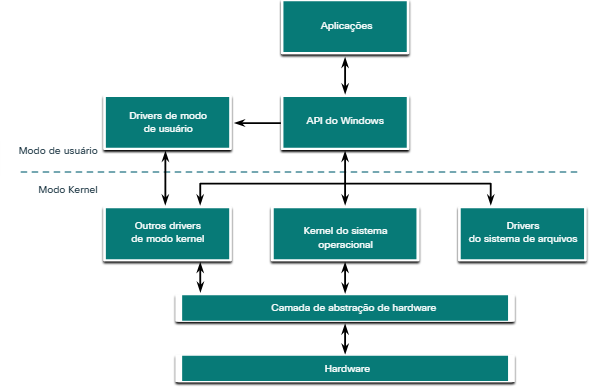 Aplicações
Drivers de modo
de usuário
API do Windows
Modo de usuário
Modo Kernel
Outros drivers
de modo kernel
Kernel do sistema
operacional
Drivers
do sistema de arquivos
Camada de abstração de hardware
Hardware